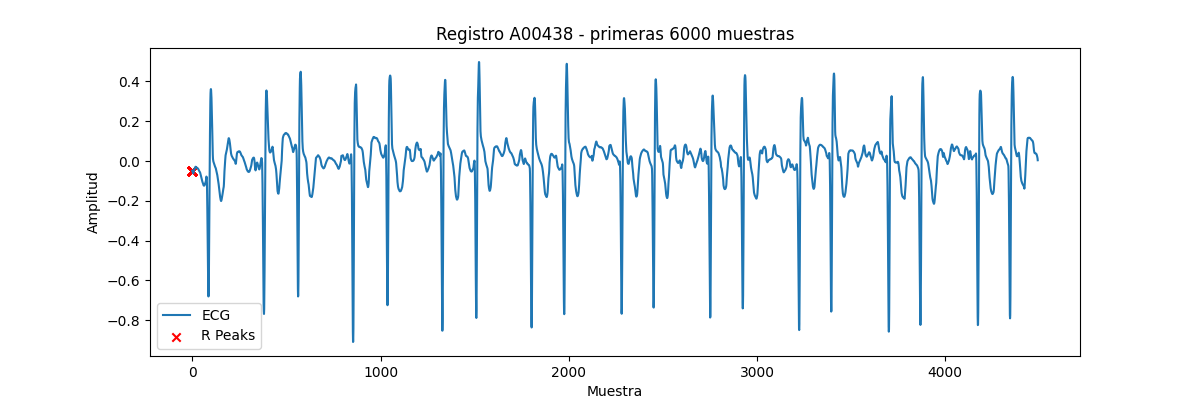 Registro A00438 - primeras 6000 muestras
Amplitud
0.4
0.2
0.0
−0.2
−0.4
−0.6
−0.8
ECG
R Peaks
0 1000 2000 3000 4000
Muestra